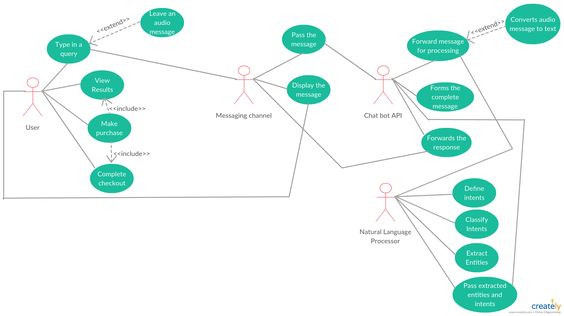 Leave an
audio
message
<<extend>>
Type in a
query
View
Results
<<include>>
Make
purchase
<<include>>
Complete
checkout
User
Pass the
message
Display the
message
Messaging channel
Forward message
for processing
<<extend>>
Converts audio
message to text
Forms the
complete
message
Forwards the
response
Chat bot API
Define
intents
Classify
Intents
Extract
Entities
Pass extracted
entities and
intents
Natural Language
Processor
creately